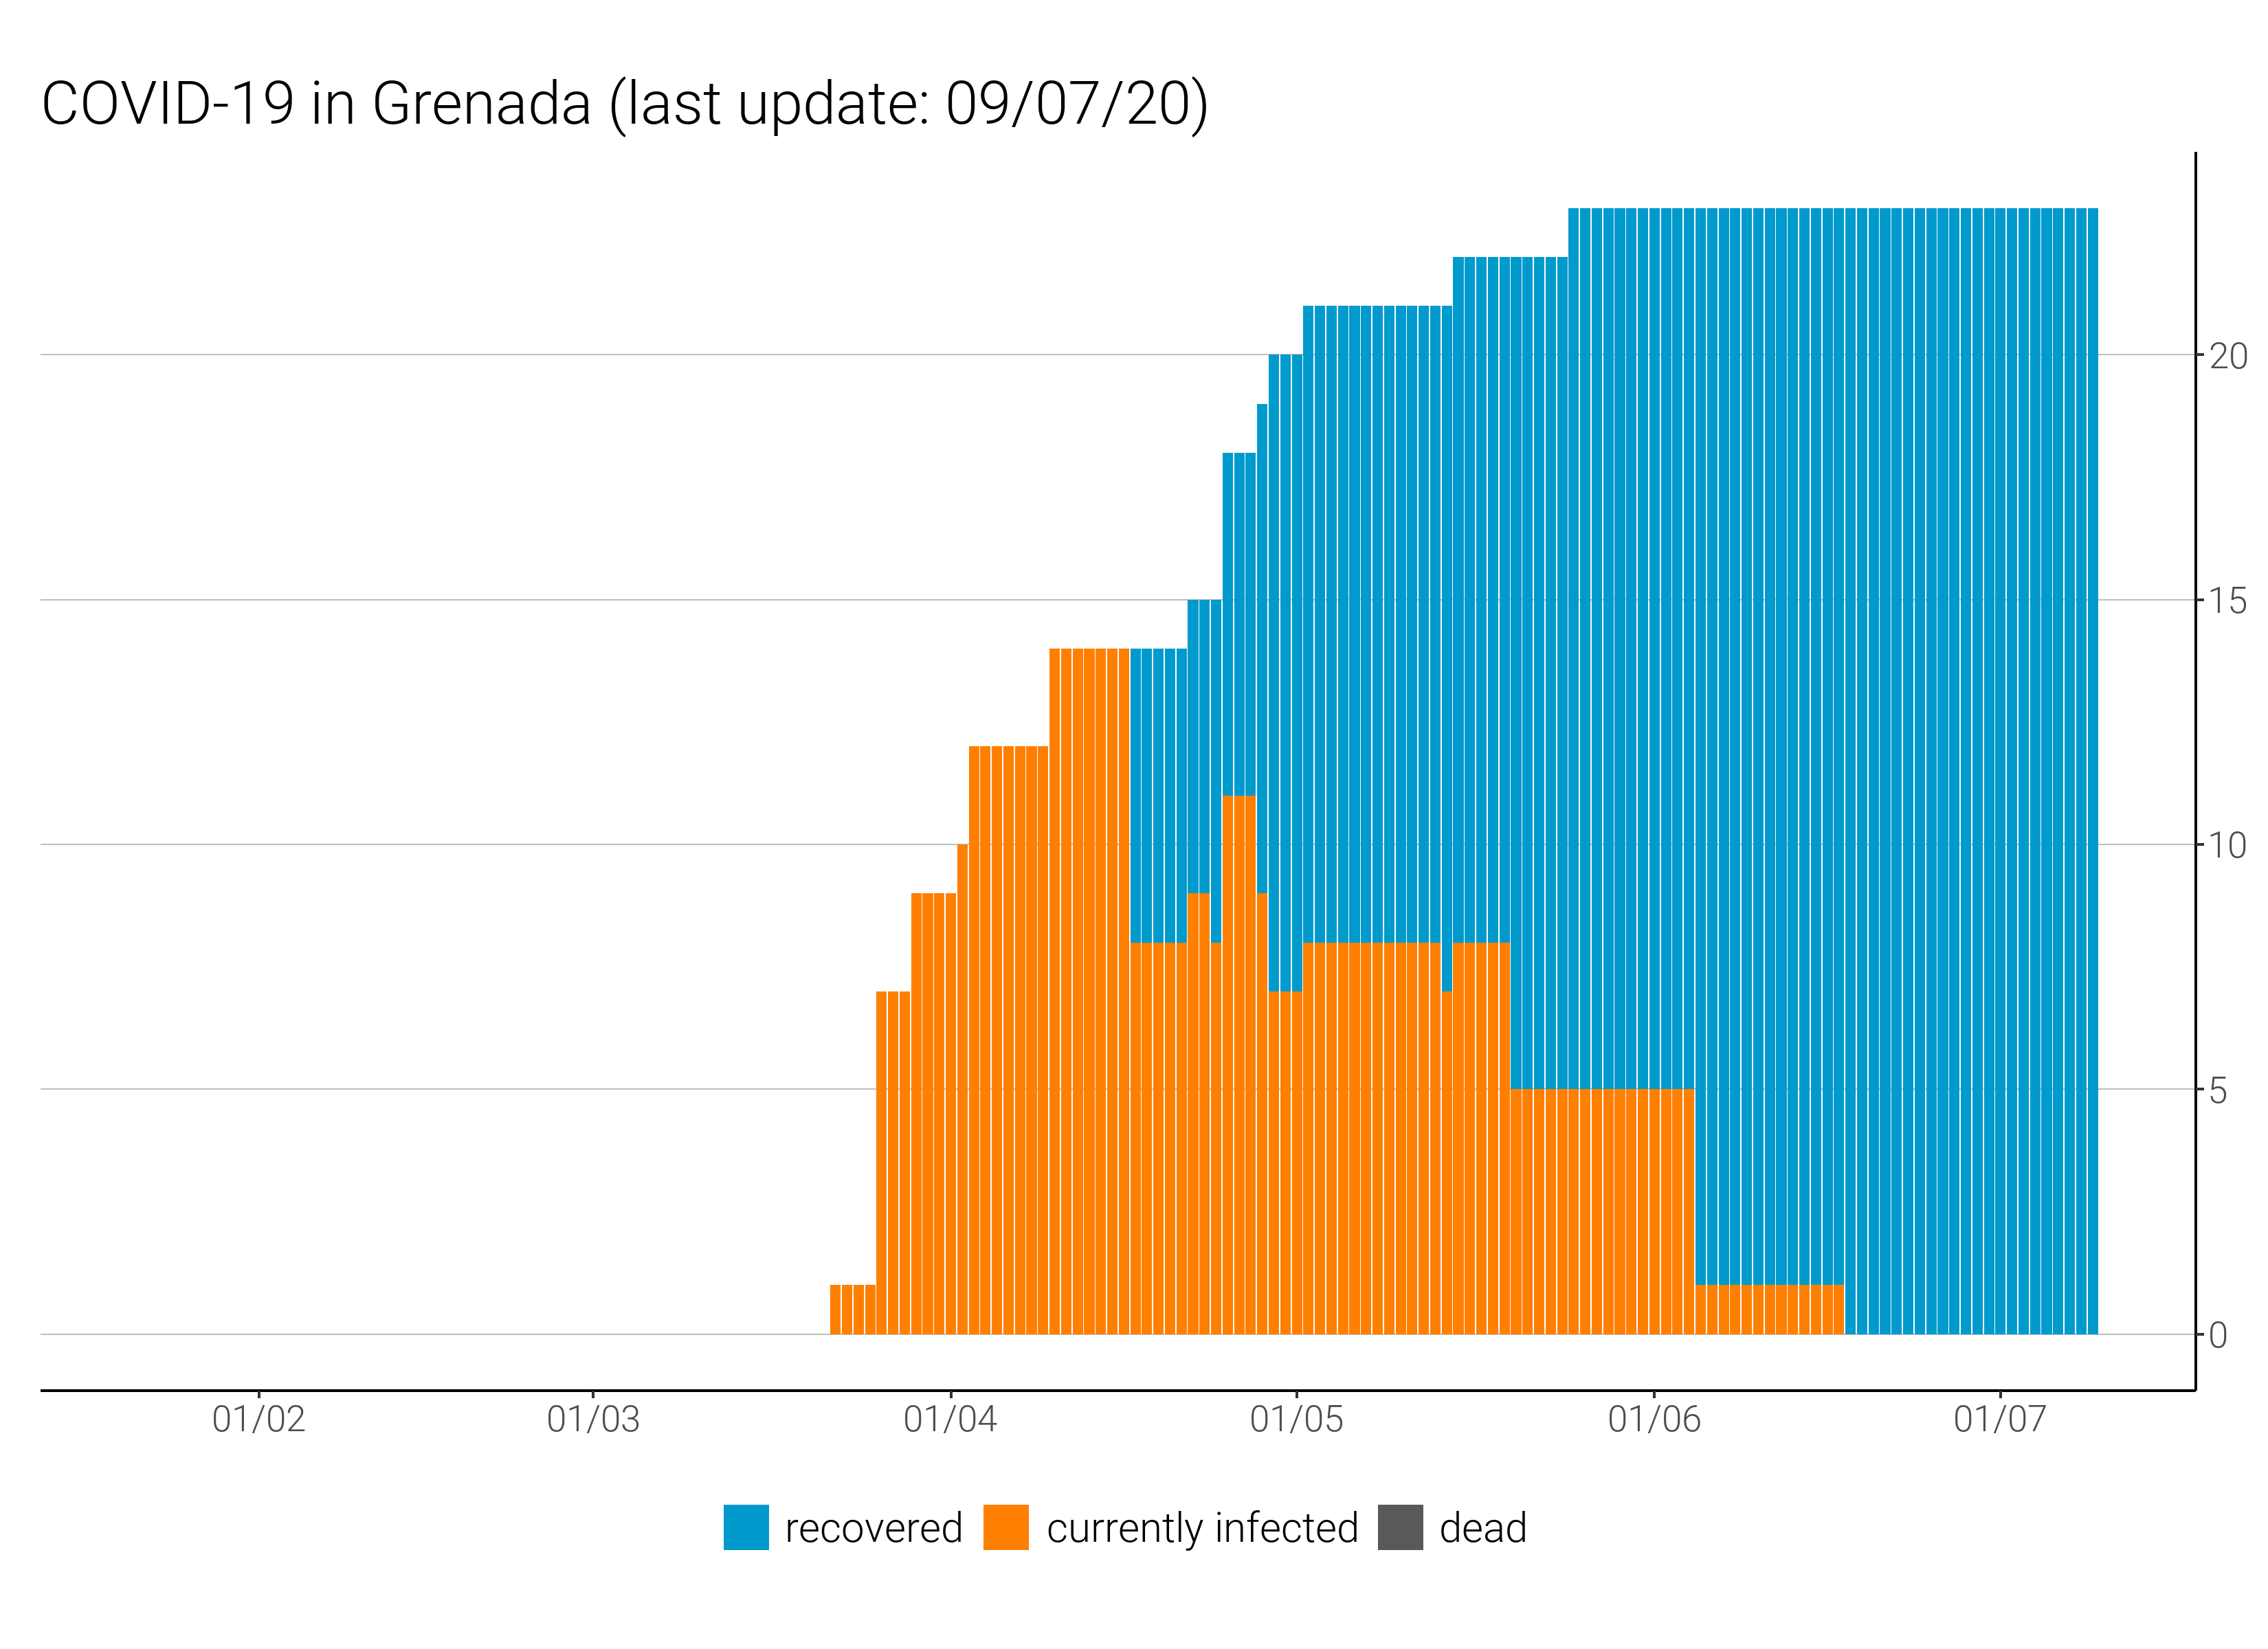 COVID-19 in Grenada (last update: 09/07/20)
20
15
10
5
0
01/02 01/03 01/04 01/05 01/06 01/07
recovered currently infected dead